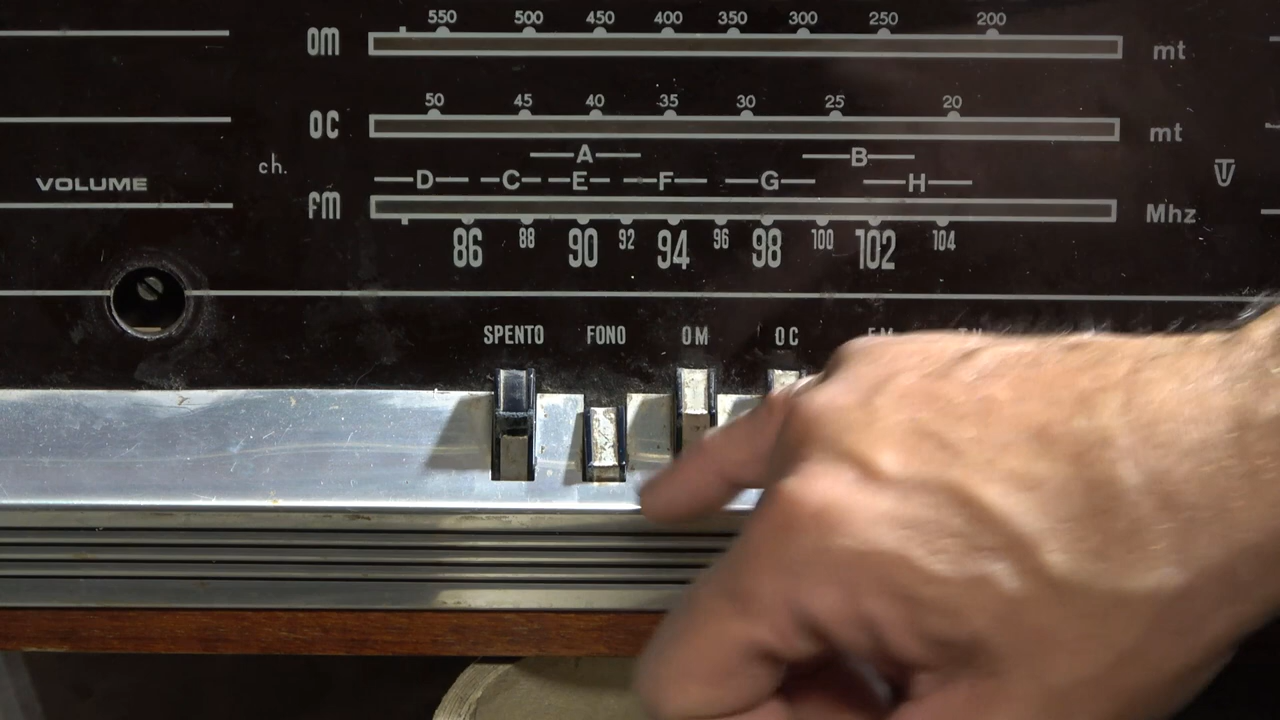 550 500 450 400 350 300 250 200
OM mt
50 45 40 35 30 25 20
OC mt
ch.
A B
VOLUME
D C E F G H
fm Mhz
86 88 90 92 94 96 98 100 102 104
SPENTO FONO OM OC